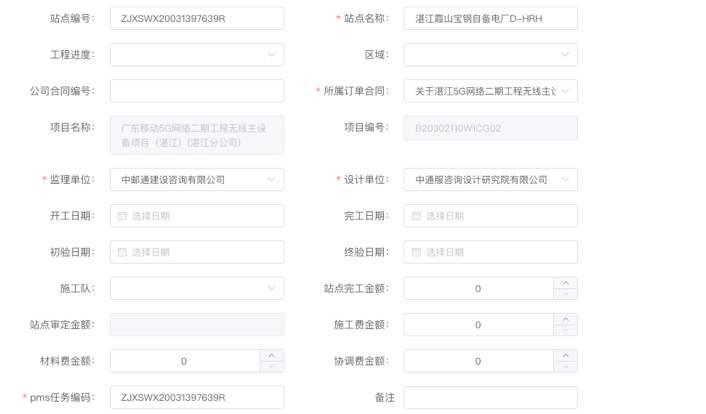 站点编号： ZJXSWX20031397639R * 站点名称： 湛江霞山宝钢自备电厂D-HRH
工程进度： 区域：
公司合同编号： * 所属订单合同： 关于湛江5G网络二期工程无线主设
项目名称： 广东移动5G网络二期工程无线主设 项目编号： B20302110W1CG02
备项目（湛江）(湛江分公司)
* 监理单位： 中邮通建设咨询有限公司 * 设计单位： 中通服咨询设计研究院有限公司
开工日期： 选择日期 完工日期： 选择日期
初验日期： 选择日期 终验日期： 选择日期
施工队： 站点完工金额： 0
站点审定金额： 施工费金额： 0
材料费金额： 0 协调费金额： 0
* pms任务编码： ZJXSWX20031397639R 备注